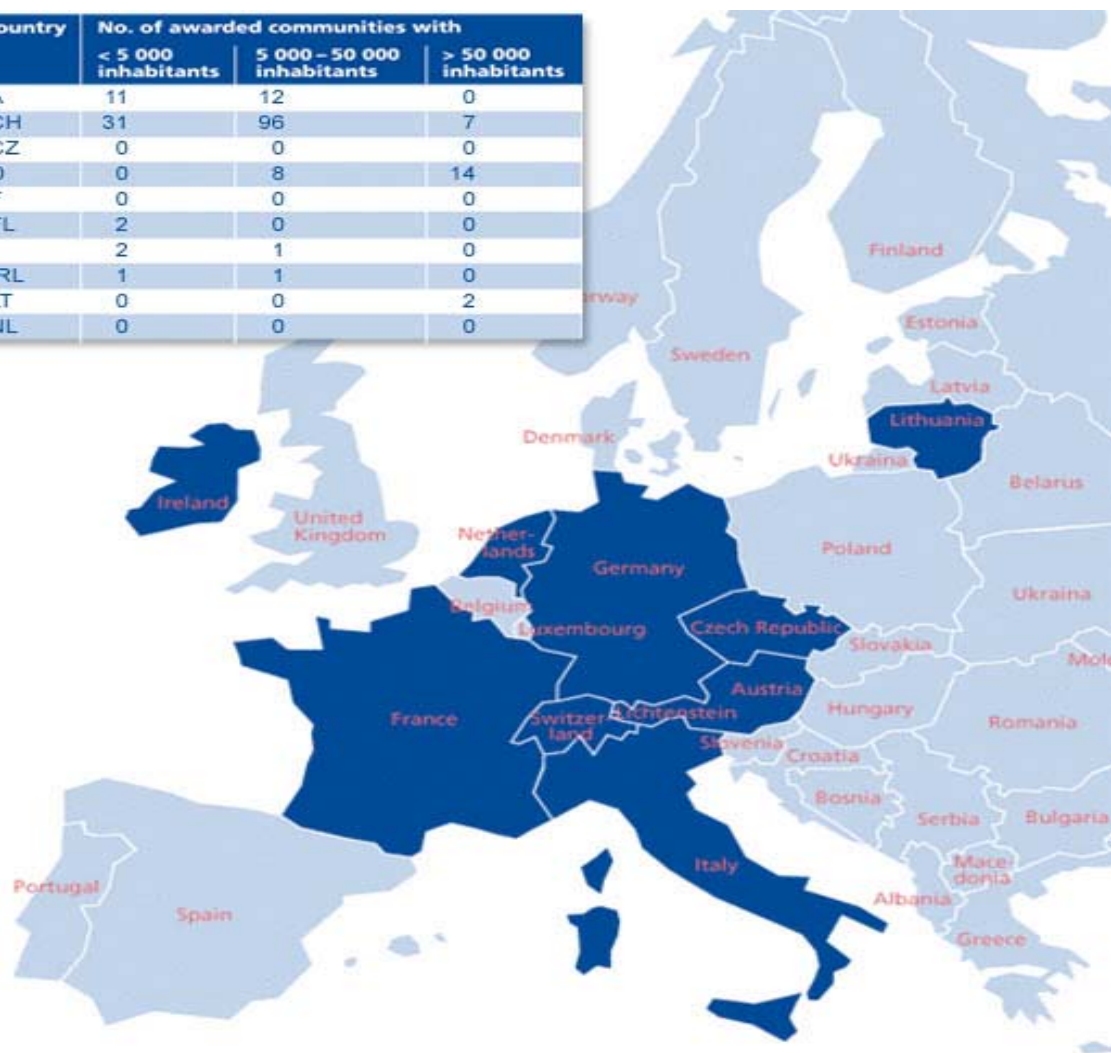 ountry No. of awarded communities with
< 5 000 inhabitants 5 000 – 50 000 inhabitants > 50 000 inhabitants
11 12 0
CH 31 96 7
CZ 0 0 0
0 8 14
0 0 0
FL 2 0 0
2 1 0
IRL 1 1 0
LT 0 0 2
NL 0 0 0
Finland
rway
Estonia
Sweden
Latvia
Lithuania
Denmark
Ukraina
Belarus
Ireland
United
Kingdom
Nether-
lands
Poland
Germany
Ukraina
Belgium
Luxembourg
Czech Republic
Slovakia
Mold
Austria
France
Switzer-
land
Lichtenstein
Hungary
Romania
Slovenia
Croatia
Bosnia
Serbia
Bulgaria
Italy
Mace-
donia
Portugal
Spain
Albania
Greece